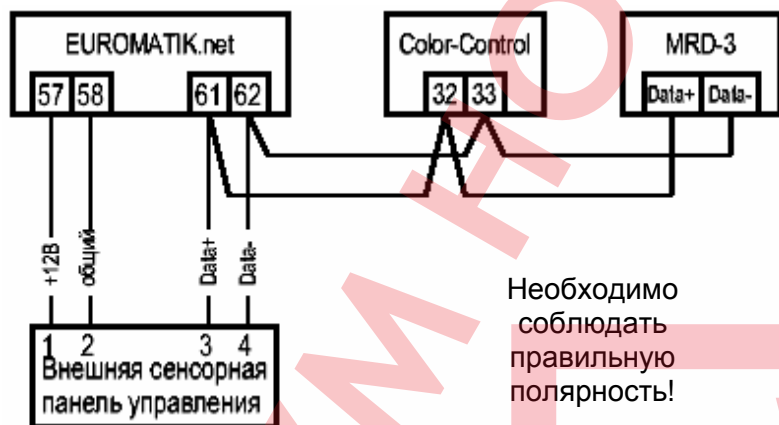 EUROMATIK.net
Color-Control
MRD-3
57 58 61 62
32 33
Data+ Data-
+12В
общий
Data+
Data-
1 2 3 4
Внешняя сенсорная
панель управления
Необходимо
соблюдать
правильную
полярность!